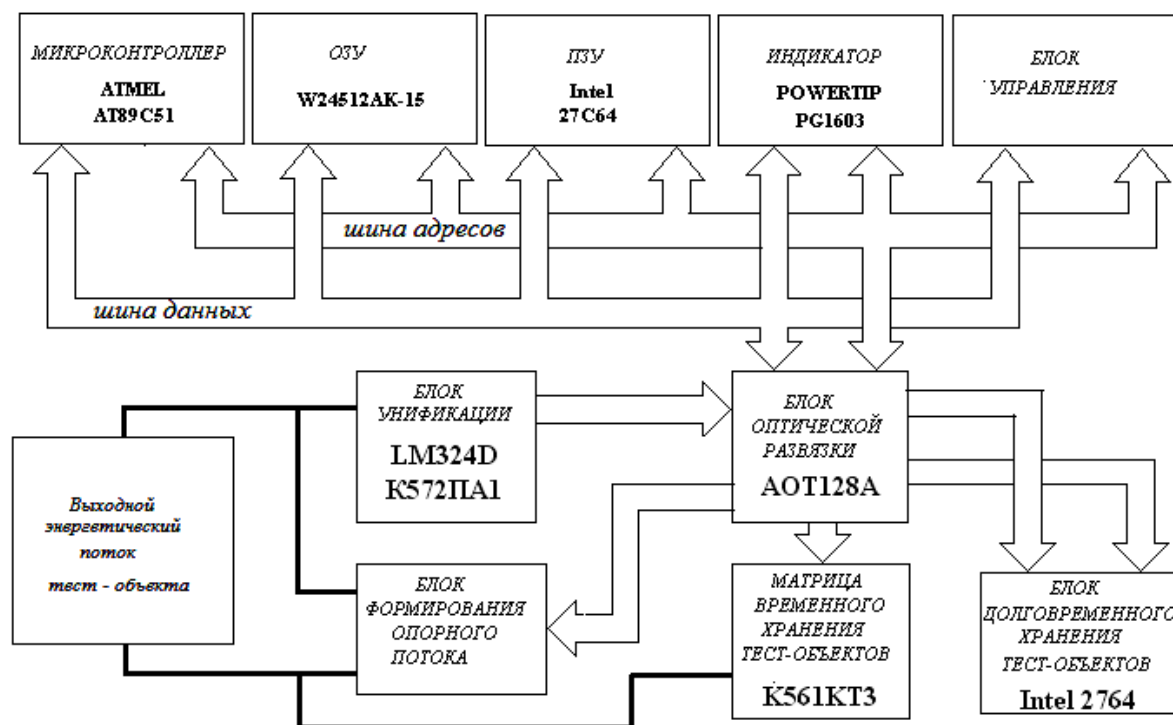 МИКРОКОНТРОЛЛЕР
ATMEL
AT89C51
ОЗУ
W24512AK-15
ПЗУ
Intel
27C64
ИНДИКАТОР
POWERTIP
PG1603
БЛОК
УПРАВЛЕНИЯ
шина адресов
шина данных
БЛОК
УНИФИКАЦИИ
LM324D
К572ПА1
БЛОК
ОПТИЧЕСКОЙ
РАЗВЯЗКИ
АОТ128А
Выходной
энергетический
поток
тест - объекта
БЛОК
ФОРМИРОВАНИЯ
ОПОРНОГО
ПОТОКА
МАТРИЦА
ВРЕМЕННОГО
ХРАНЕНИЯ
ТЕСТ-ОБЪЕКТОВ
К561КТ3
БЛОК
ДОЛГОВРЕМЕННОГО
ХРАНЕНИЯ
ТЕСТ-ОБЪЕКТОВ
Intel 2764